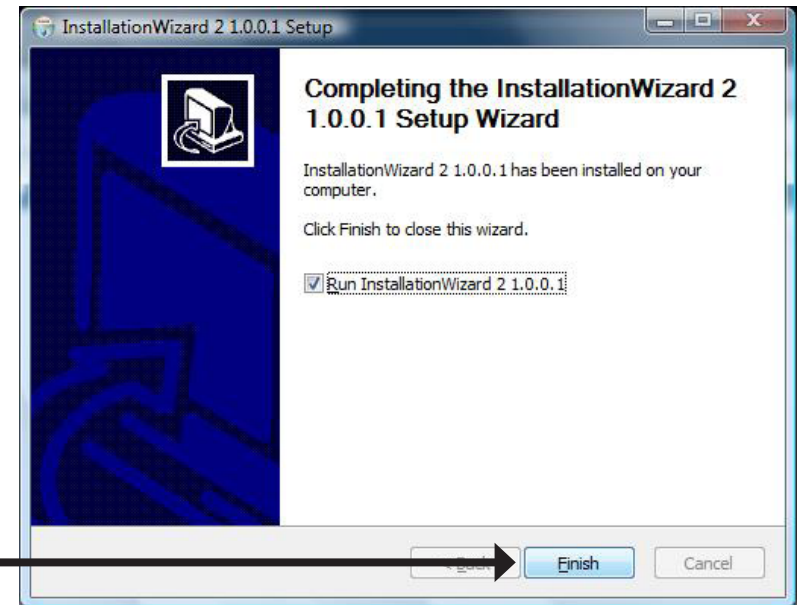 InstallationWizard 2 1.0.0.1 Setup
Completing the InstallationWizard 2
1.0.0.1 Setup Wizard
InstallationWizard 2 1.0.0.1 has been installed on your
computer.
Click Finish to close this wizard.
Run InstallationWizard 2 1.0.0.1
Finish
Cancel